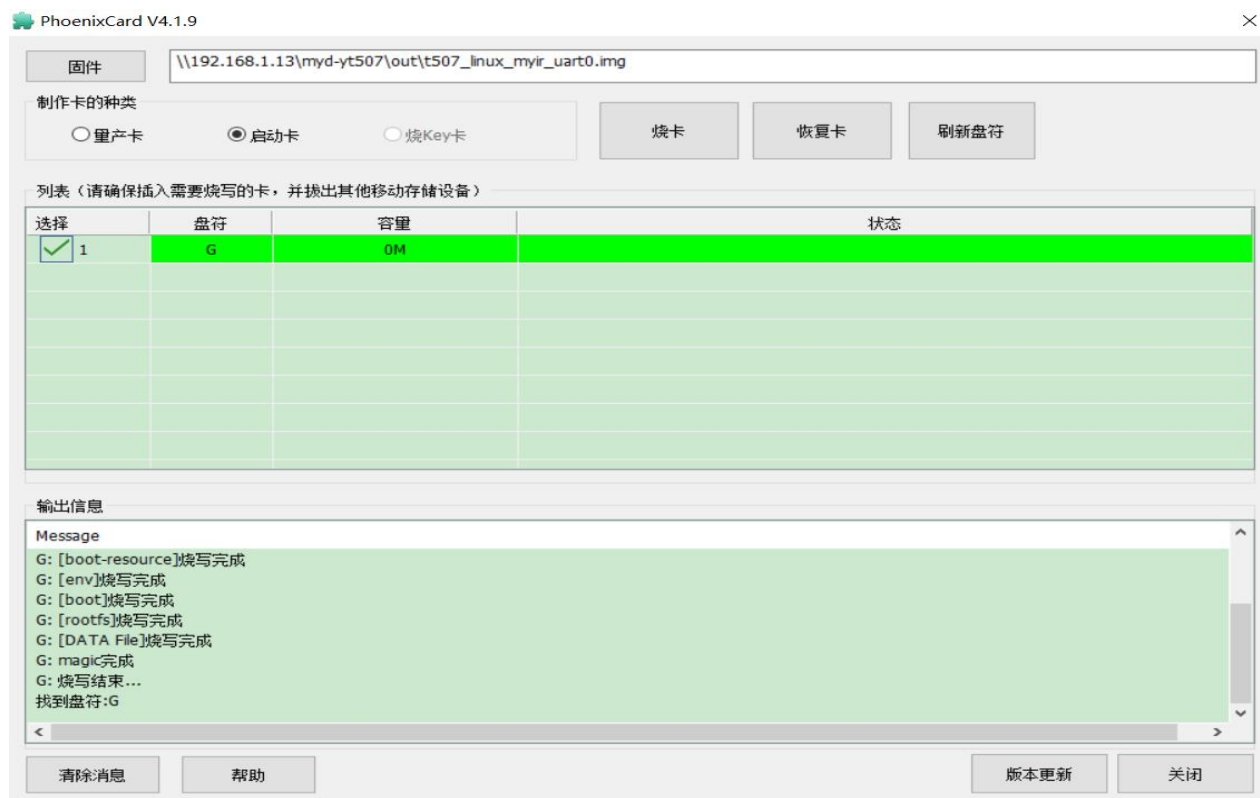 PhoenixCard V4.1.9
固件 \\192.168.1.13\myd-yt507\out\t507_linux_myir_uart0.img
制作卡的种类
量产卡 启动卡 烧Key卡 烧卡 恢复卡 刷新盘符
列表（请确保插入需要烧写的卡，并拔出其他移动存储设备）
选择 盘符 容量 状态
1 G 0M
输出信息
Message
G: [boot-resource]烧写完成
G: [env]烧写完成
G: [boot]烧写完成
G: [rootfs]烧写完成
G: [DATA File]烧写完成
G: magic完成
G: 烧写结束...
找到盘符:G
清除消息 帮助 版本更新 关闭